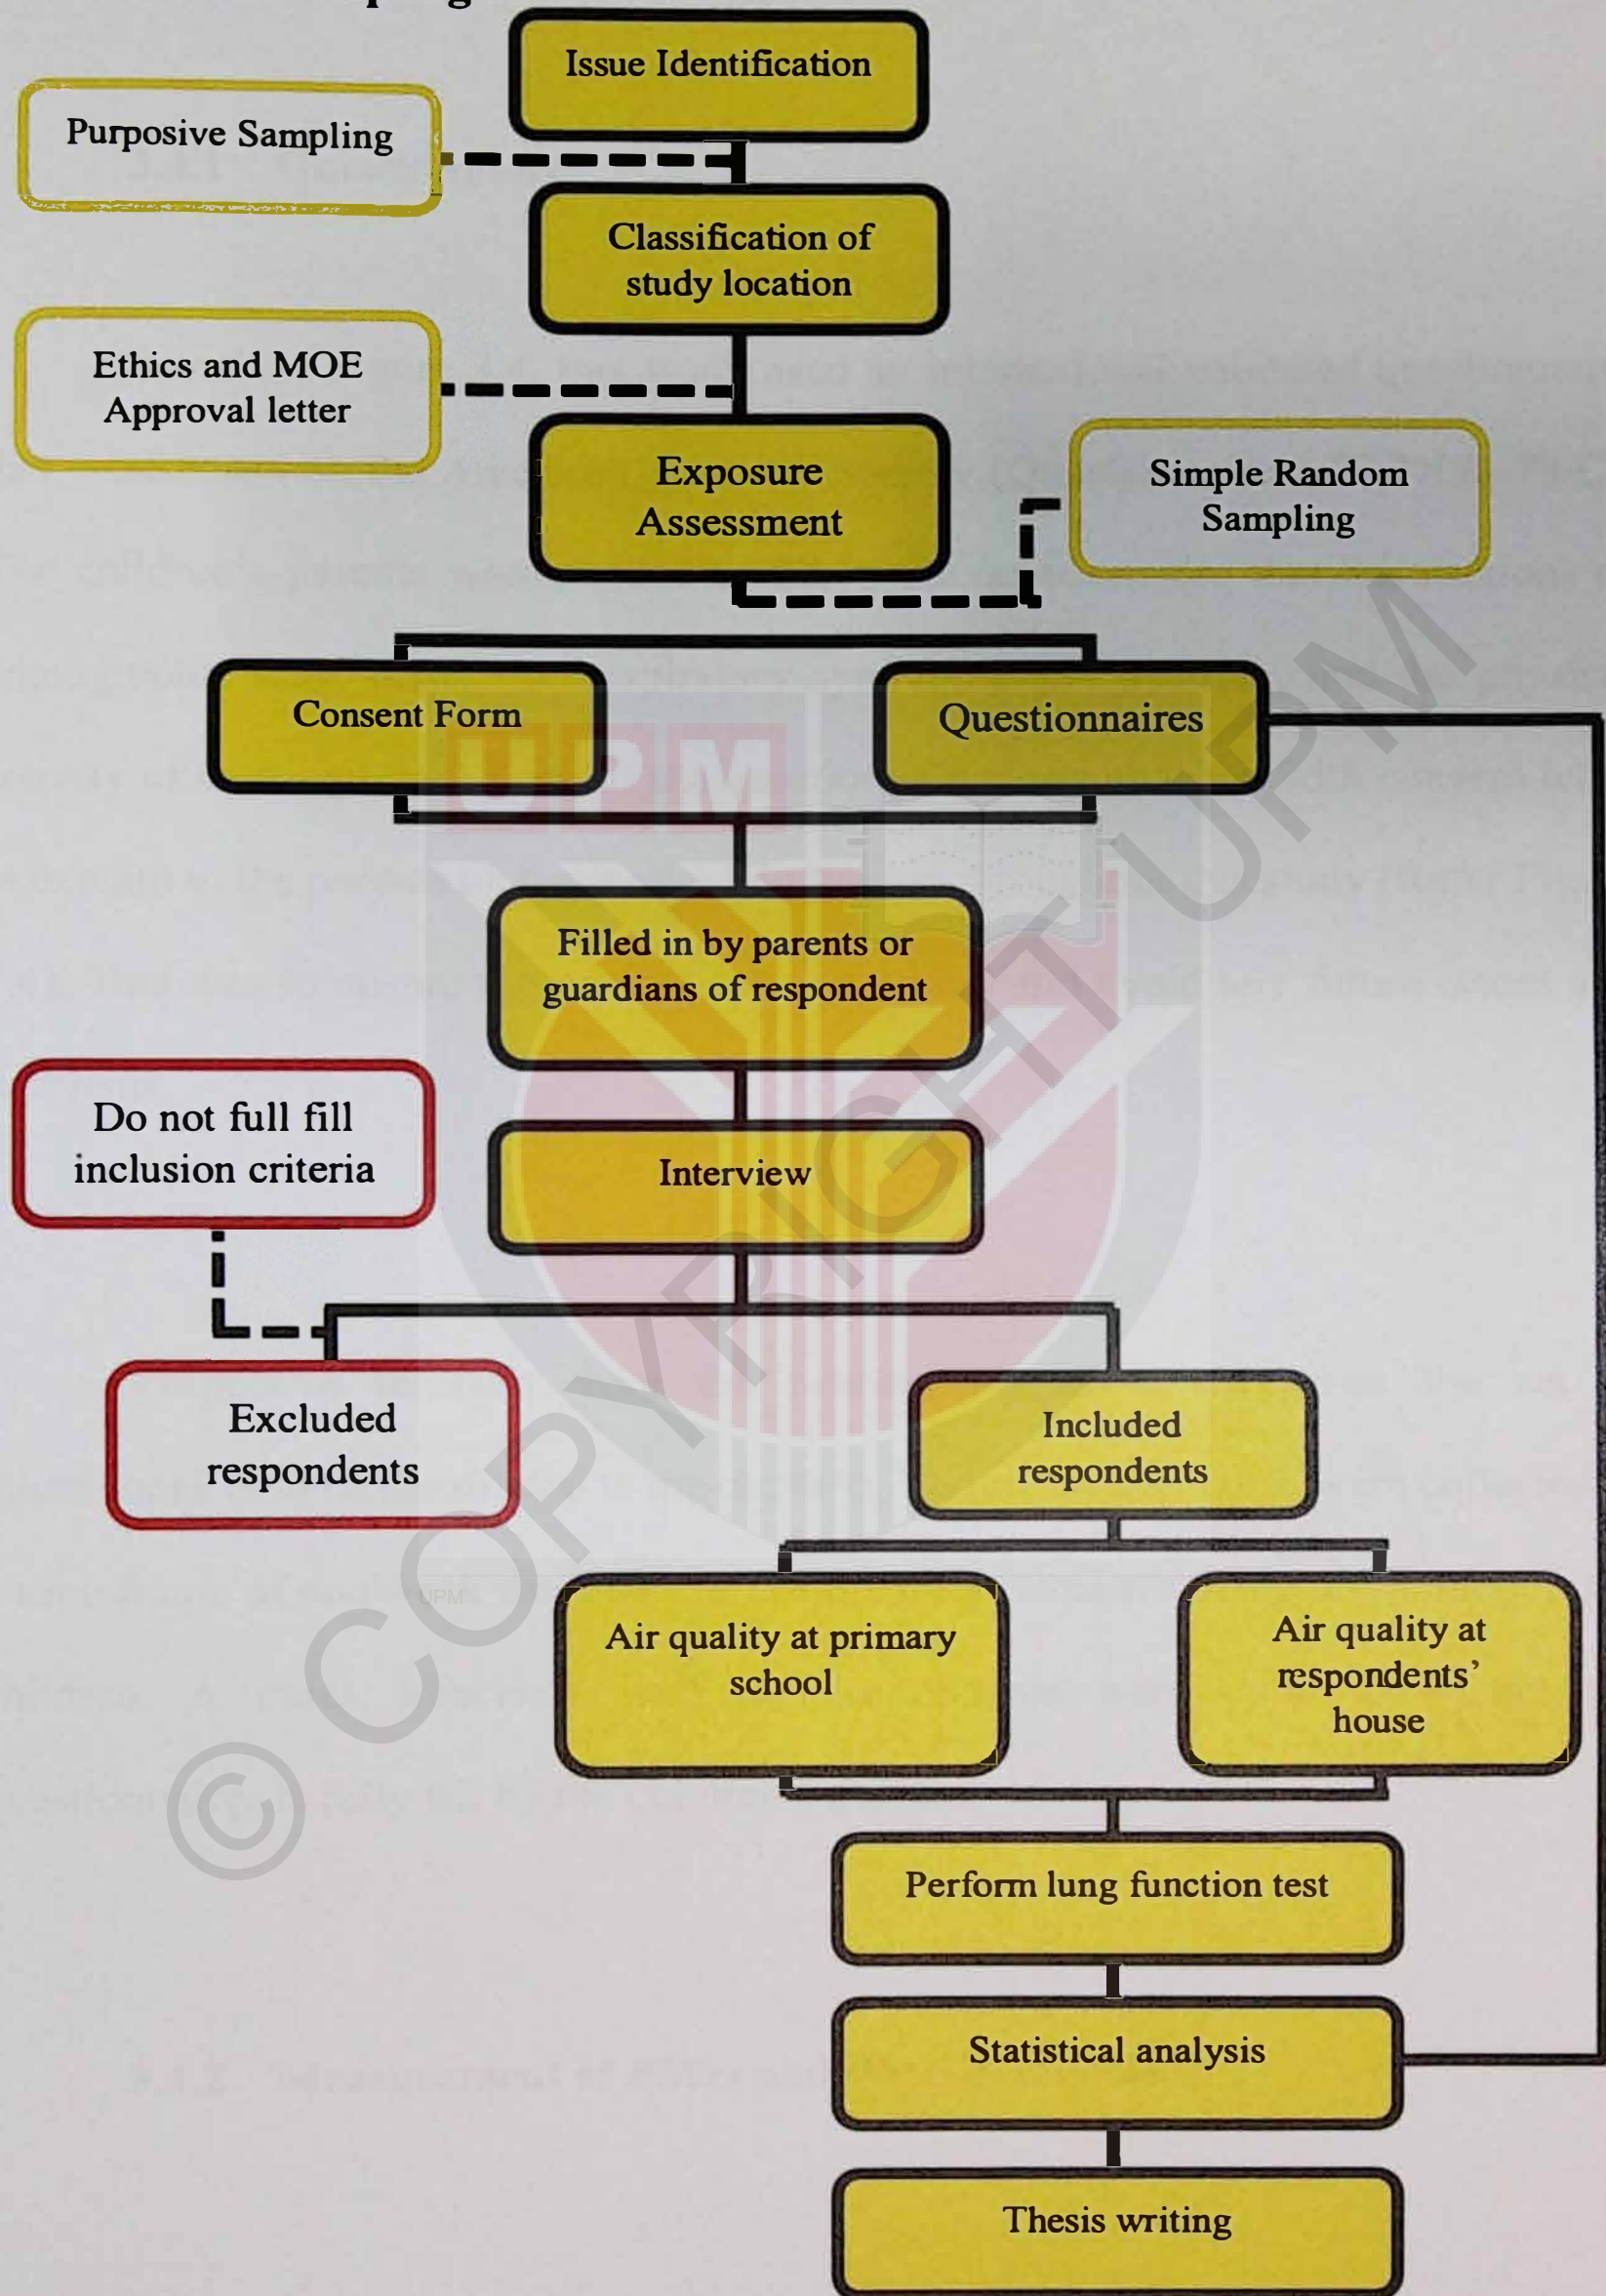 Issue Identification
Purposive Sampling
Classification of
study location
Ethics and MOE
Approval letter
Exposure
Assessment
Simple Random
Sampling
Consent Form
Questionnaires
UPM
Filled in by parents or
guardians of respondent
Do not full fill
inclusion criteria
Interview
Excluded
respondents
Included
respondents
UPM
Air quality at primary
school
Air quality at
respondents’
house
Perform lung function test
Statistical analysis
Thesis writing
© COPYRIGHT UPM